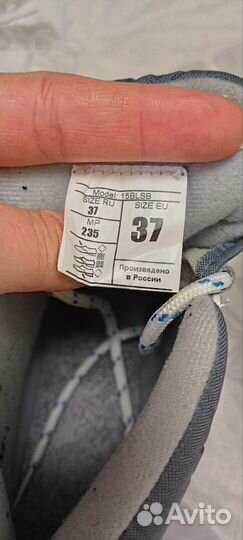 Model: 15BLSB
SIZE RU
37
MP
235
SIZE EU
37
Произведено
в России
Avito